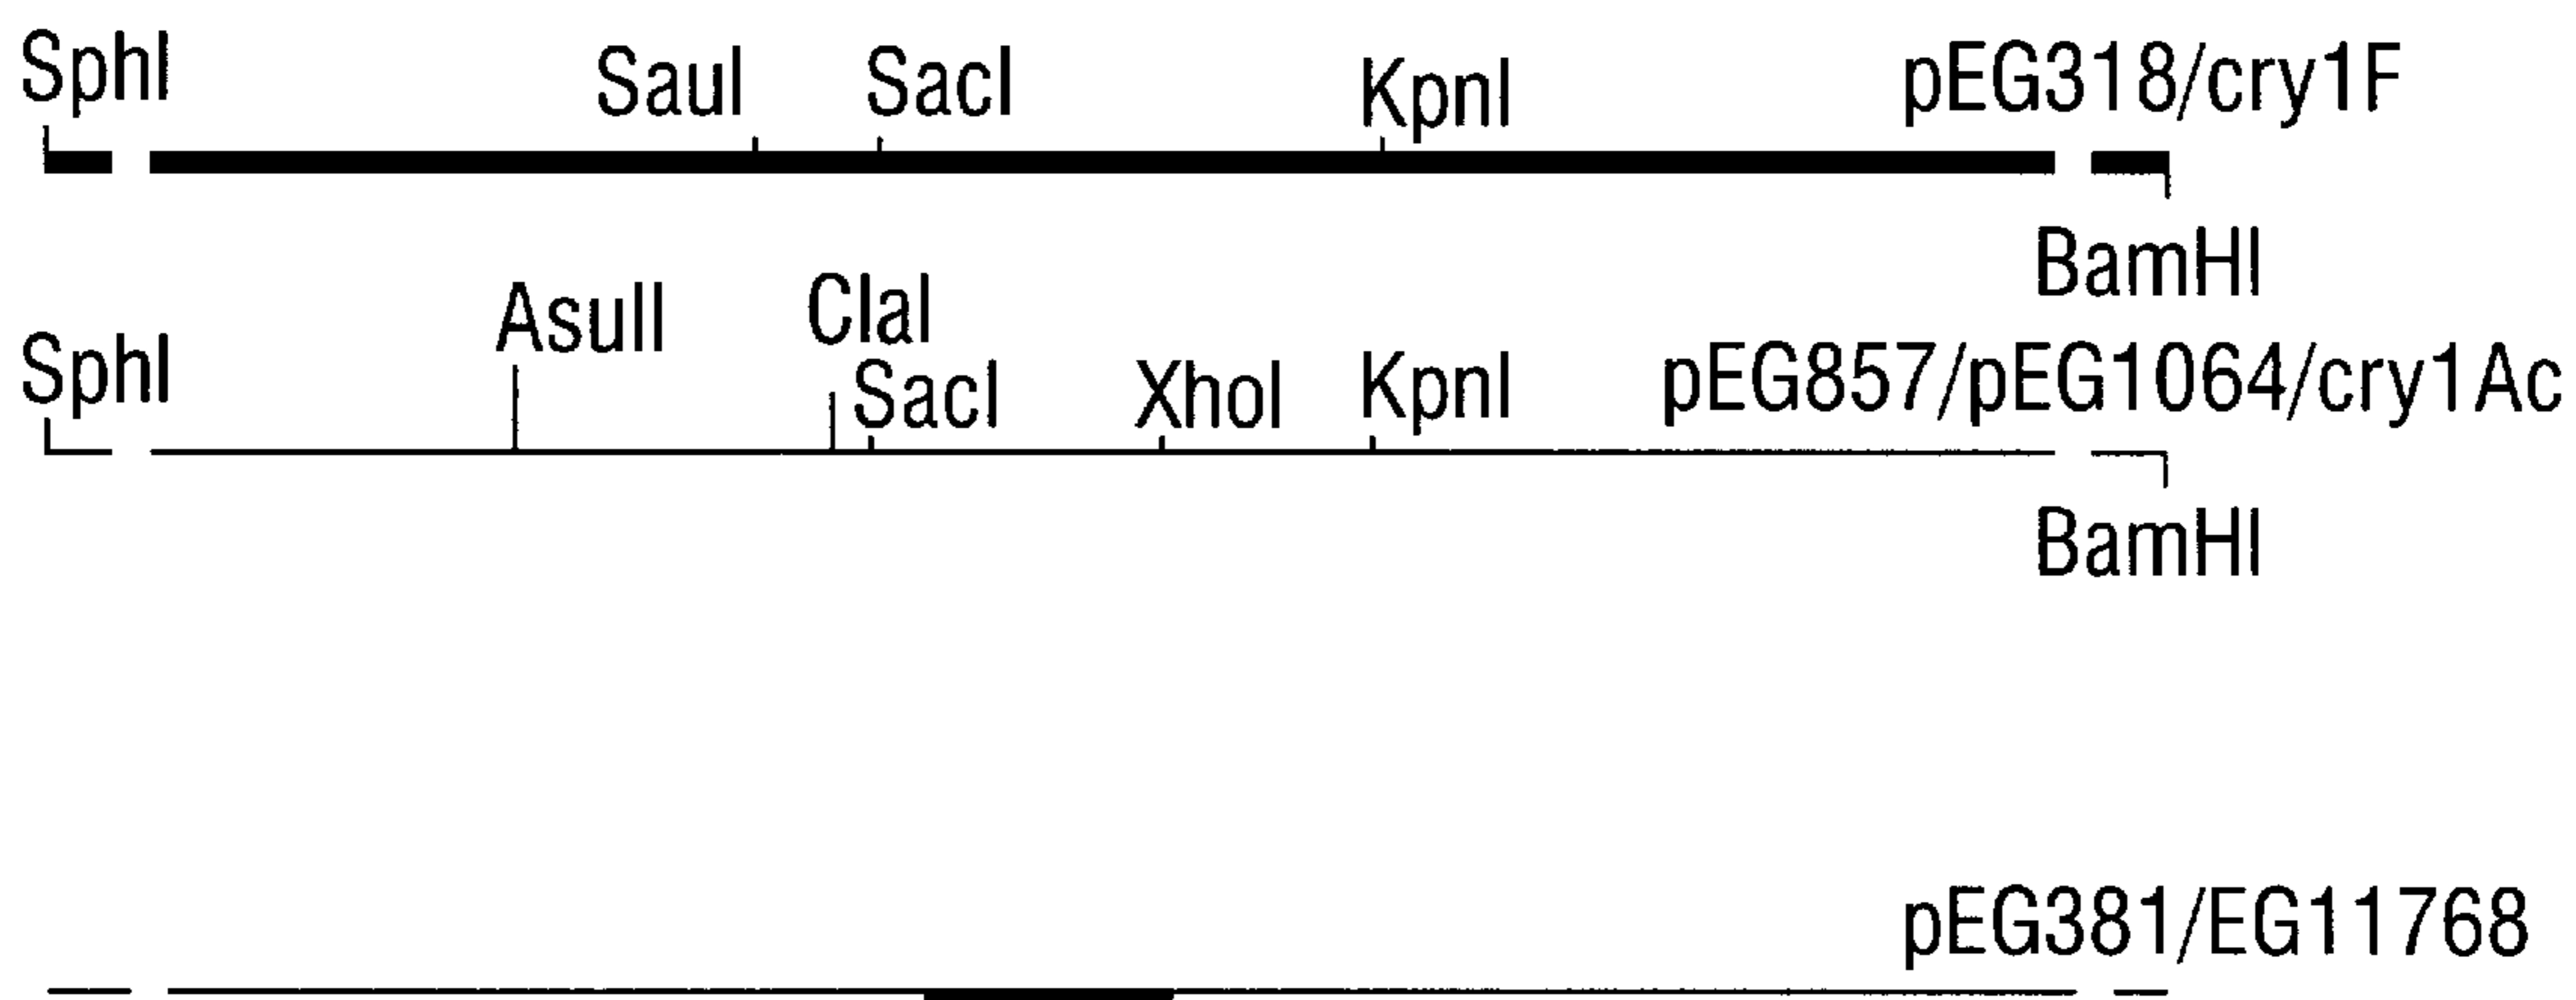 SphI SauI SacI KpnI pEG318/cry1F
BamHI
AsuII ClaI
SphI SacI XhoI KpnI pEG857/pEG1064/cry1Ac
BamHI
pEG381/EG11768